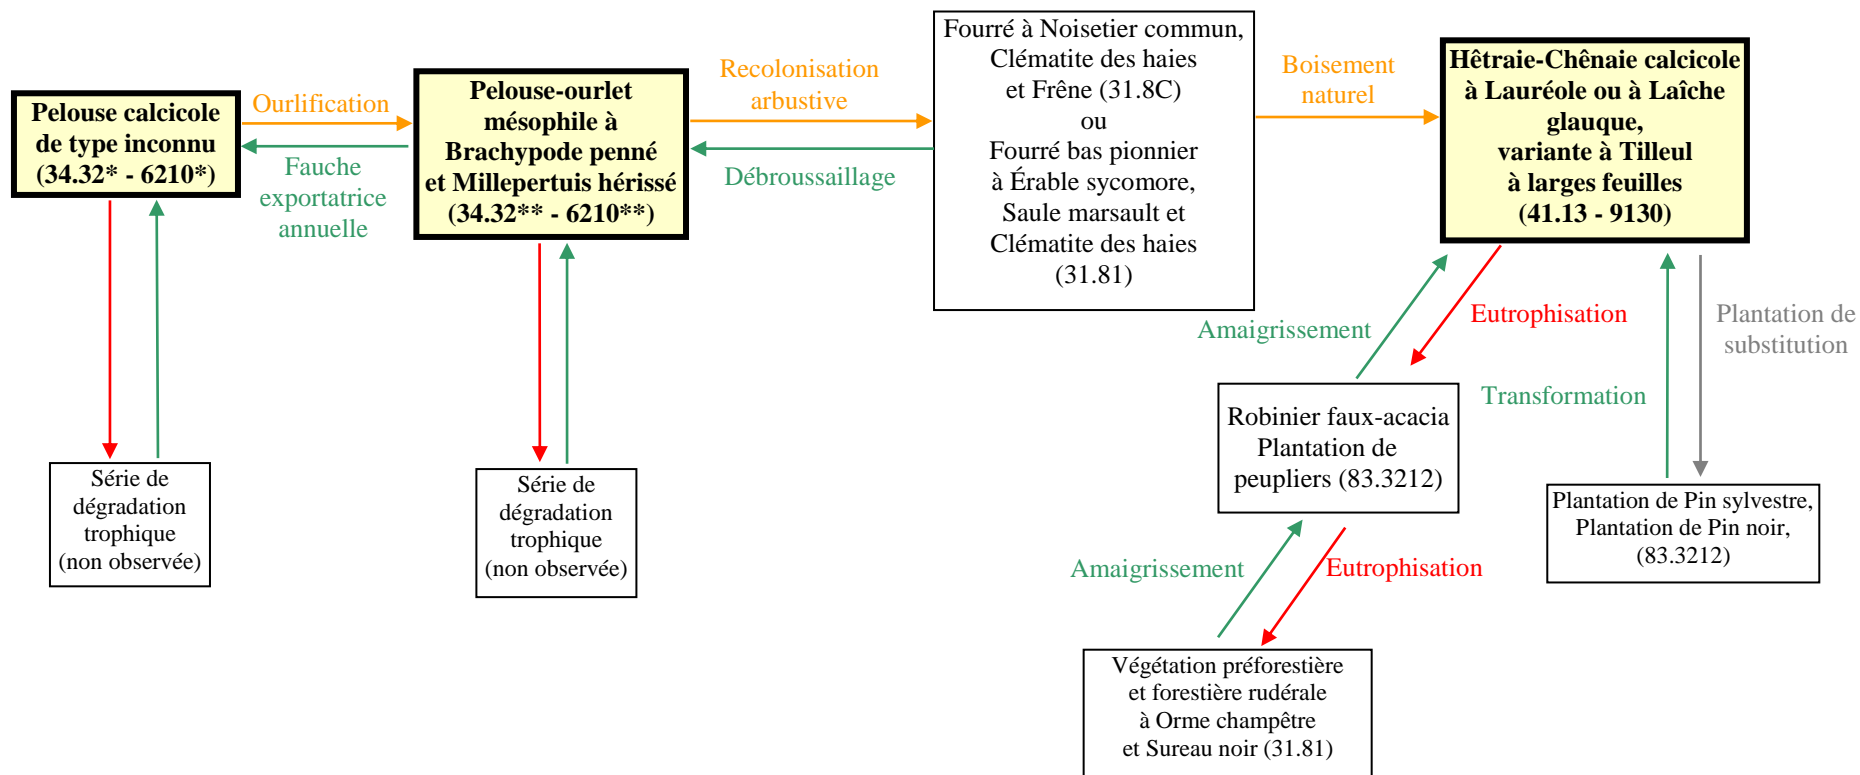 Pelouse calcicole
de type inconnu
(34.32* - 6210*)
Ourlification
Fauche
exportatrice
annuelle
Pelouse-ourlet
mésophile à
Brachypode penné
et Millepertuis hérissé
(34.32** - 6210**)
Recolonisation
arbustive
Débroussaillage
Fourré à Noisetier commun,
Clématite des haies
et Frêne (31.8C)
ou
Fourré bas pionnier
à Érable sycomore,
Saule marsault et
Clématite des haies
(31.81)
Boisement
naturel
Hêtraie-Chênaie calcicole
à Lauréole ou à Laîche
glauque,
variante à Tilleul
à larges feuilles
(41.13 - 9130)
Amaigrissement
Eutrophisation
Plantation de
substitution
Transformation
Robinier faux-acacia
Plantation de
peupliers (83.3212)
Série de
dégradation
trophique
(non observée)
Série de
dégradation
trophique
(non observée)
Plantation de Pin sylvestre,
Plantation de Pin noir,
(83.3212)
Amaigrissement
Eutrophisation
Végétation préforestière
et forestière rudérale
à Orme champêtre
et Sureau noir (31.81)